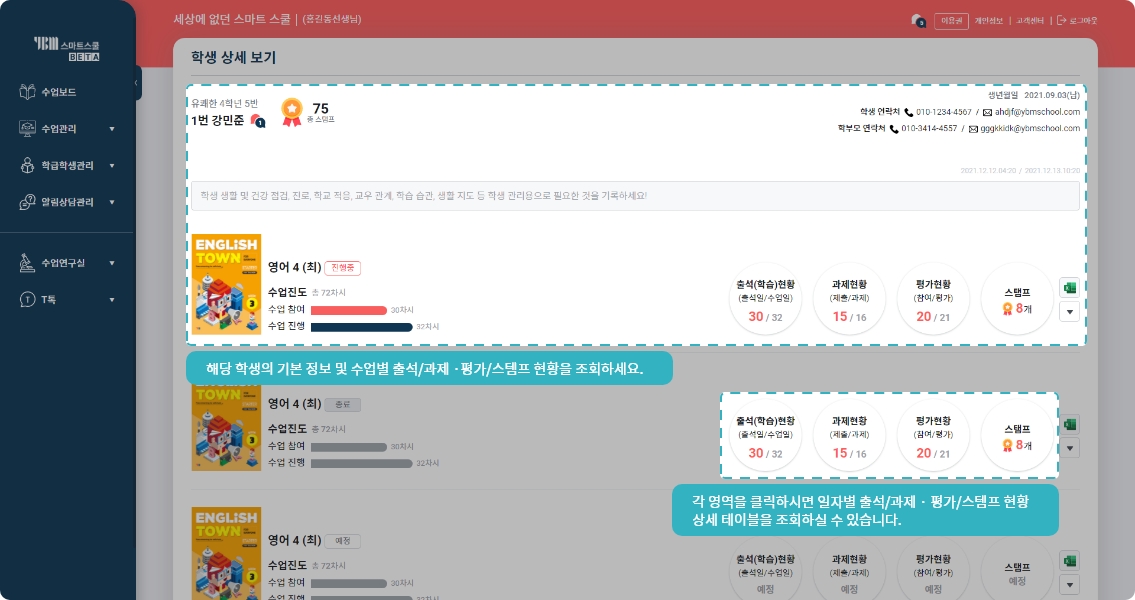 세상에 없던 스마트 스쿨 | (홍길동선생님)
5 이용권 개인정보 | 고객센터 | 로그아웃
YBM 스마트스쿨
BETA
수업보드
수업관리
학급학생관리
알림상담관리
수업연구실
T톡
학생 상세 보기
유쾌한 4학년 5반
1번 강민준 1
75
총 스탬프
생년월일 2021.09.03(남)
학생 연락처 010-1234-4567 / ahdjf@ybmschool.com
학부모 연락처 010-3414-4557 / gggkkidk@ybmschool.com
2021.12.12 04:20 / 2021.12.13 10:20
학생 생활 및 건강 점검, 진로, 학교 적응, 교우 관계, 학습 습관, 생활 지도 등 학생 관리용으로 필요한 것을 기록하세요!
ENGLISH
TOWN
3
영어 4 (최) 진행중
수업진도 총 72차시
수업 참여 30차시
수업 진행 32차시
출석(학습)현황
(출석일/수업일)
30 / 32
과제현황
(제출/과제)
15 / 16
평가현황
(참여/평가)
20 / 21
스탬프
8개
해당 학생의 기본 정보 및 수업별 출석/과제 · 평가/스탬프 현황을 조회하세요.
TOWN
3
영어 4 (최) 종료
수업진도 총 72차시
수업 참여 30차시
수업 진행 32차시
출석(학습)현황
(출석일/수업일)
30 / 32
과제현황
(제출/과제)
15 / 16
평가현황
(참여/평가)
20 / 21
스탬프
8개
각 영역을 클릭하시면 일자별 출석/과제 · 평가/스템프 현황
상세 테이블을 조회하실 수 있습니다.
ENGLISH
TOWN
3
영어 4 (최) 예정
수업진도 총 72차시
수업 참여 30차시
수업 진행 32차시
출석(학습)현황
(출석일/수업일)
예정
과제현황
(제출/과제)
예정
평가현황
(참여/평가)
예정
스탬프
예정